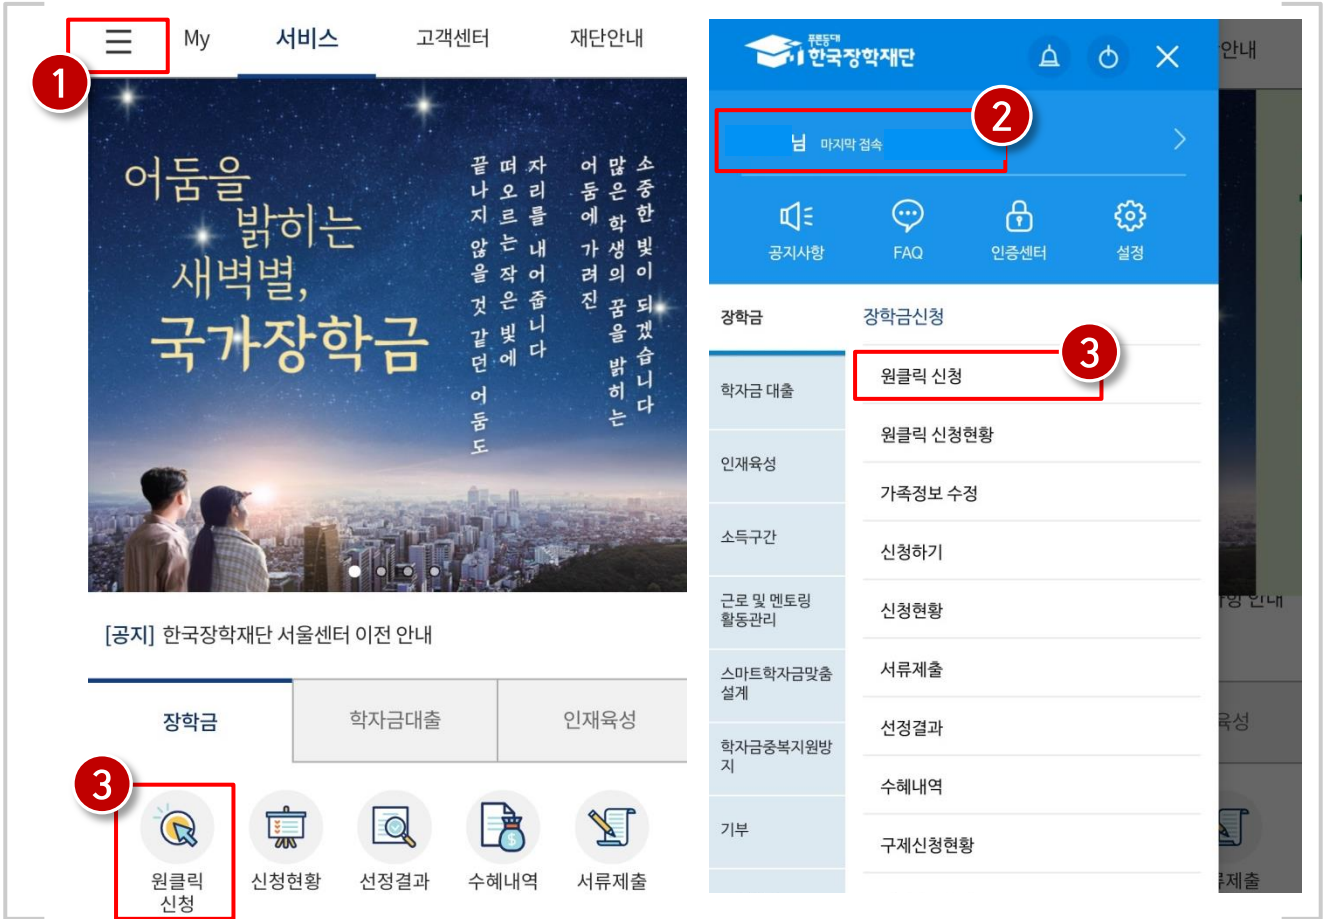 1
My
서비스
고객센터
재단안내
어둠을
밝히는
새벽별,
국가장학금
소중한 빛이 되겠습니다
많은 학생의 꿈을 밝히는
어둠에 가려진
자리를 내어줍니다
떠오르는 작은 빛에
끝나지 않을 것 같던 어둠도
[공지] 한국장학재단 서울센터 이전 안내
장학금
학자금대출
인재육성
3
원클릭
신청
신청현황
선정결과
수혜내역
서류제출
푸른등대
한국장학재단
2
님 마지막 접속
공지사항
FAQ
인증센터
설정
장학금
학자금 대출
인재육성
소득구간
근로 및 멘토링
활동관리
스마트학자금맞춤
설계
학자금중복지원방
지
기부
장학금신청
3
원클릭 신청
원클릭 신청현황
가족정보 수정
신청하기
신청현황
서류제출
선정결과
수혜내역
구제신청현황
안내
안내
육성
류제출